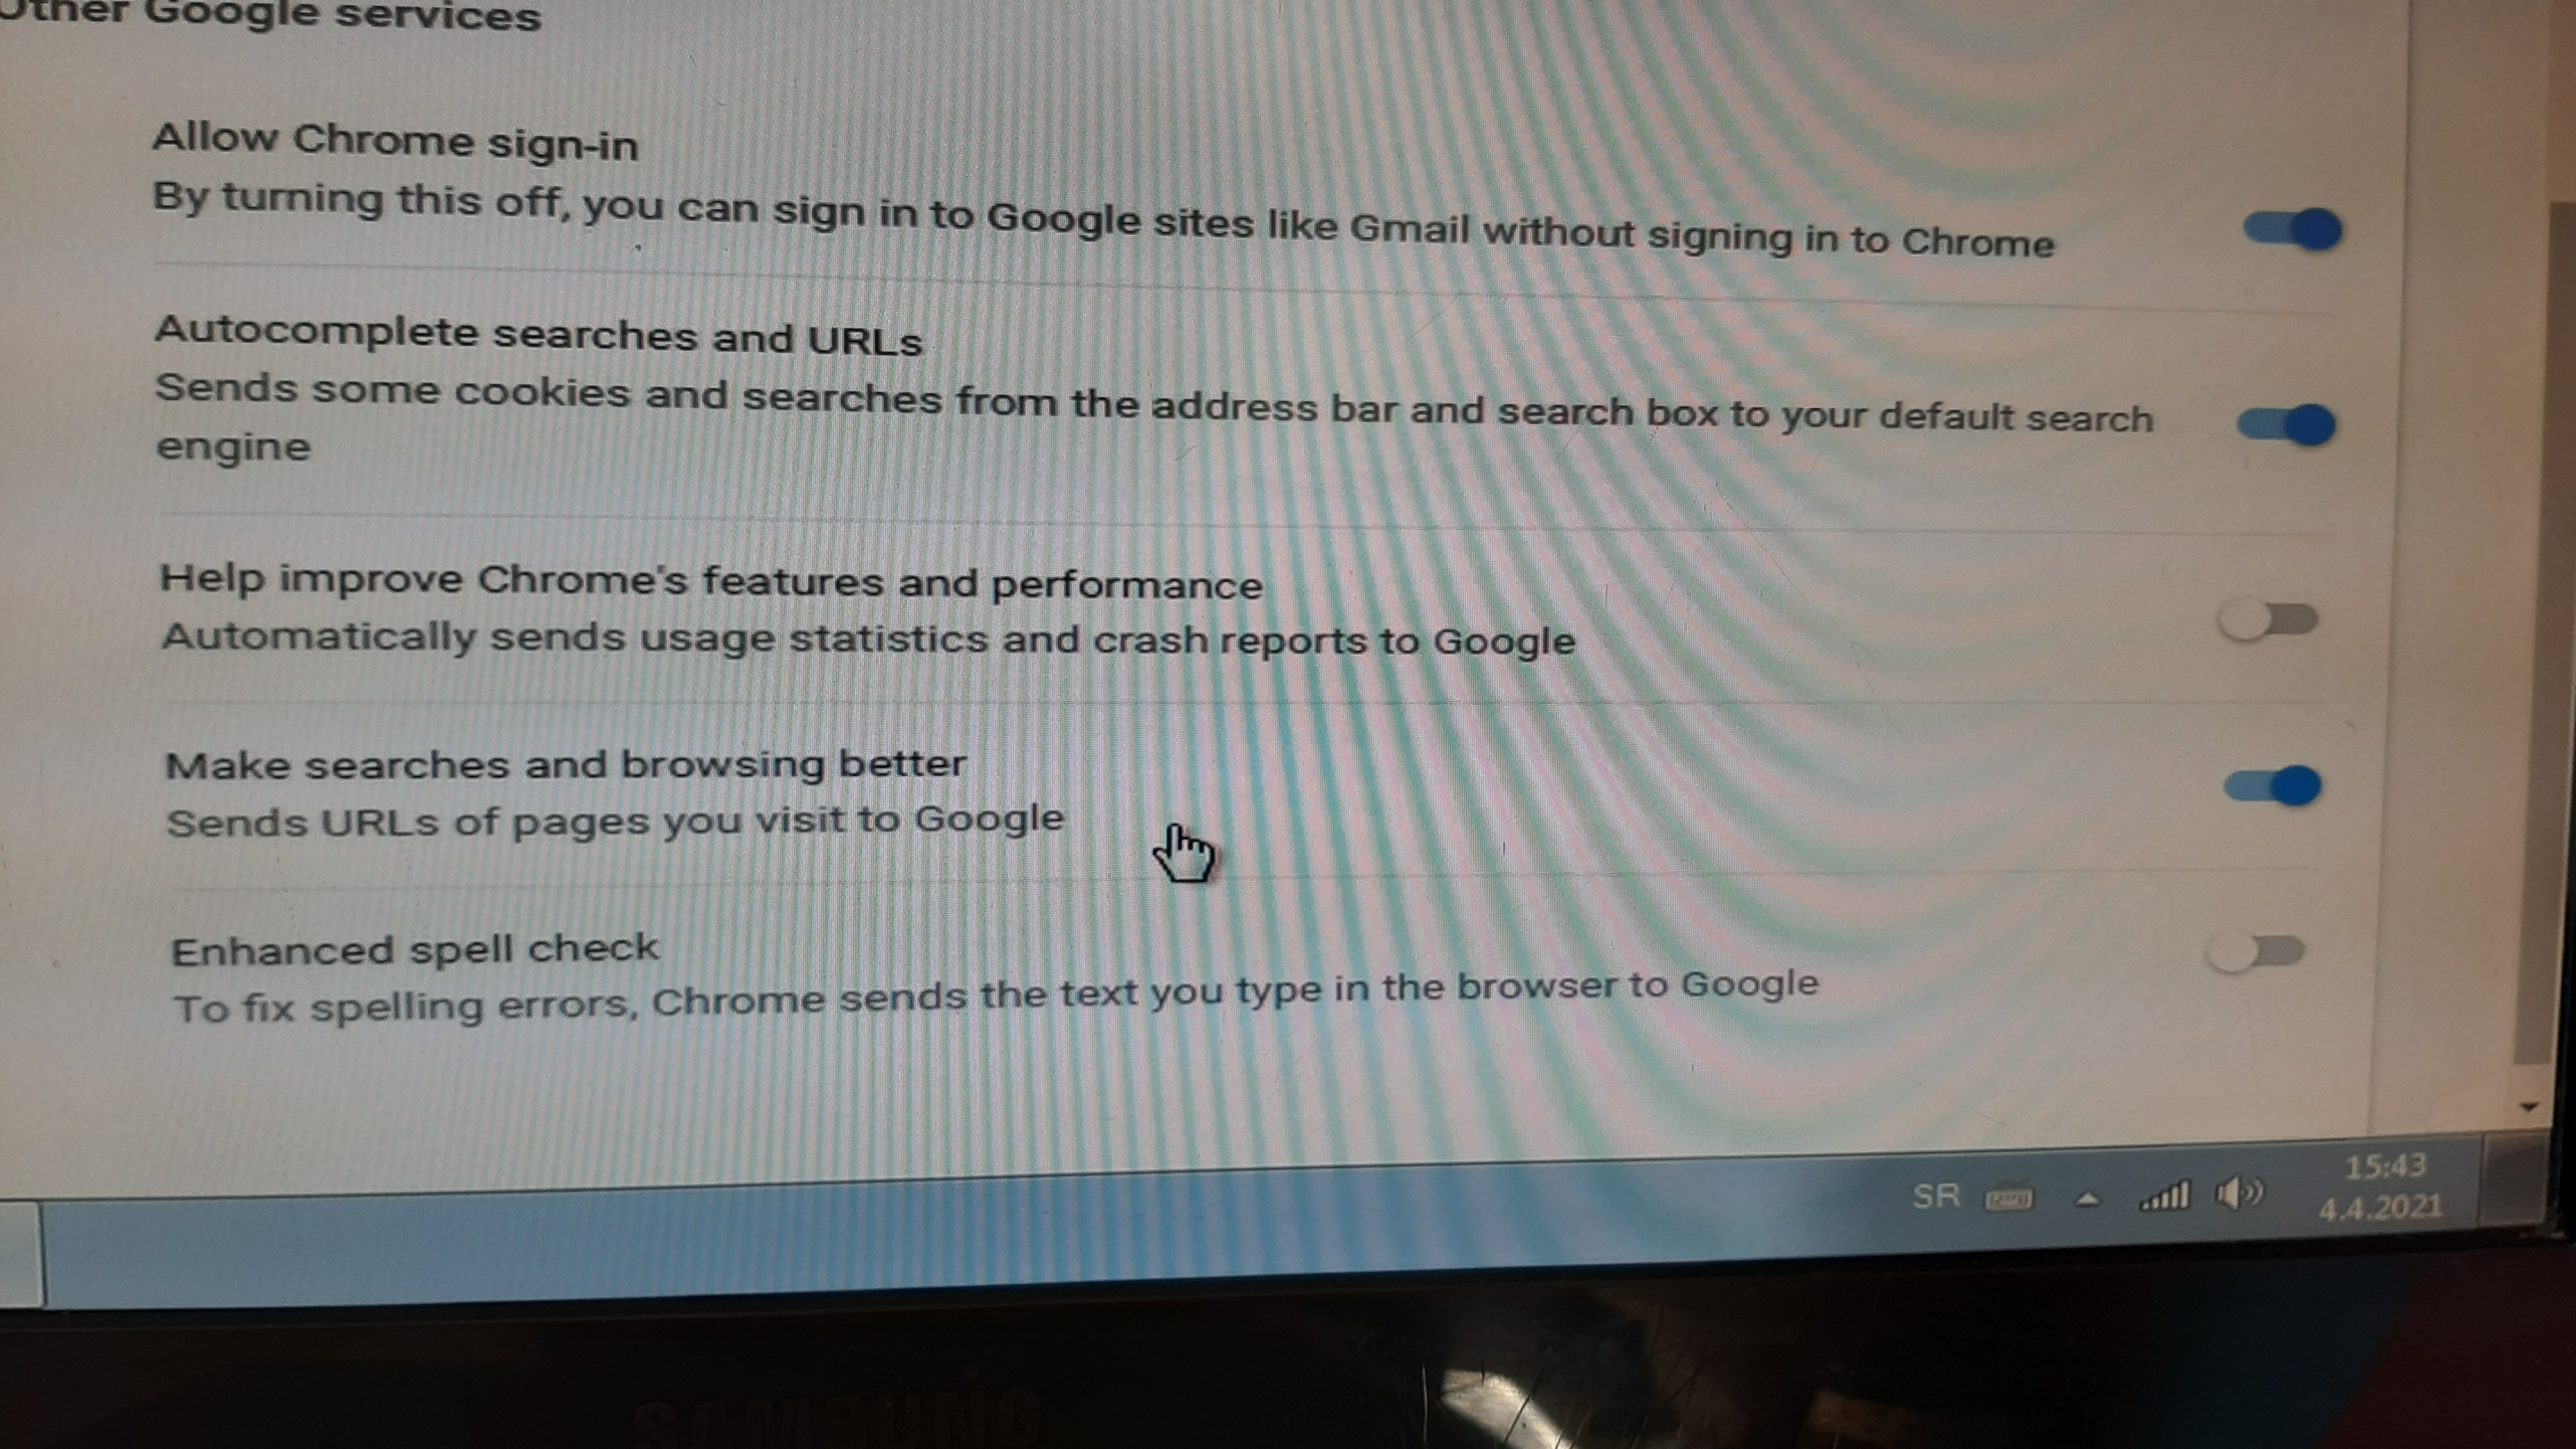 Other Google services
Allow Chrome sign-in
By turning this off, you can sign in to Google sites like Gmail without signing in to Chrome
Autocomplete searches and URLs
Sends some cookies and searches from the address bar and search box to your default search
engine
Help improve Chrome's features and performance
Automatically sends usage statistics and crash reports to Google
Make searches and browsing better
Sends URLs of pages you visit to Google
Enhanced spell check
To fix spelling errors, Chrome sends the text you type in the browser to Google
SR
15:43
4.4.2021
SAMSUNG